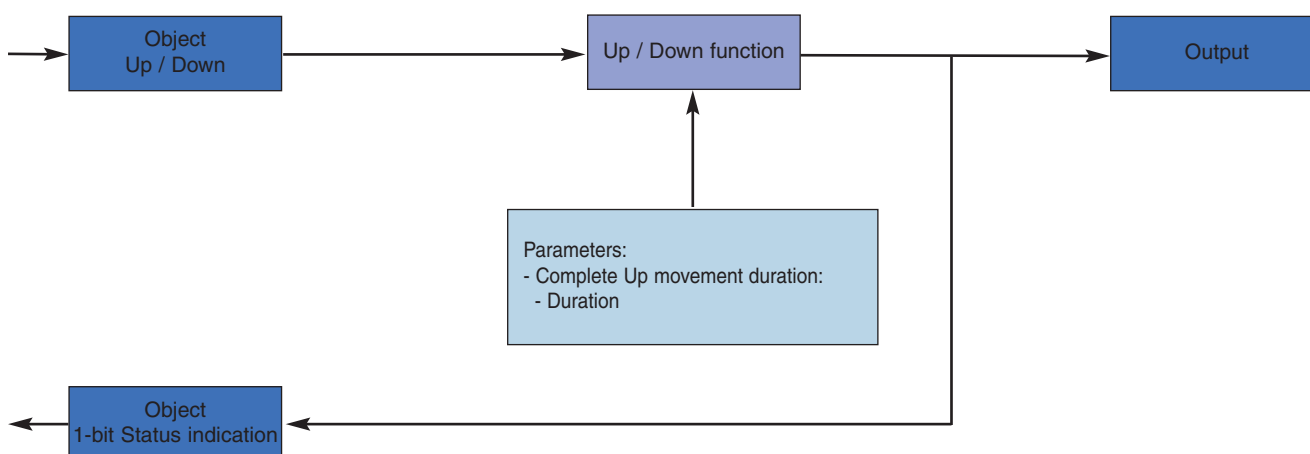 Object
Up / Down
Up / Down function
Output
Parameters:
- Complete Up movement duration:
- Duration
Object
1-bit Status indication